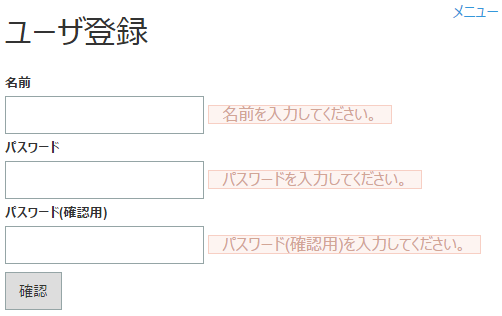 メニュー
ユーザ登録
名前
名前を入力してください。
パスワード
パスワードを入力してください。
パスワード(確認用)
パスワード(確認用)を入力してください。
確認